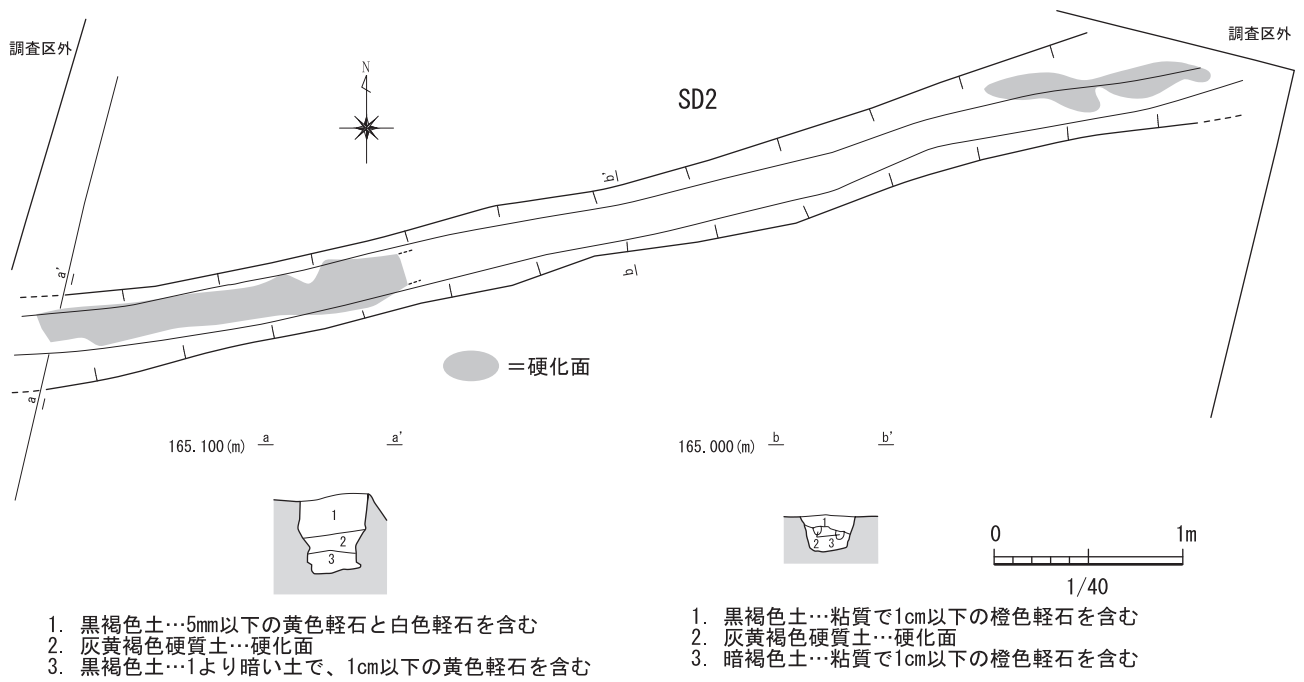 調査区外
調査区外
N
SD2
b'
b
a'
a
＝硬化面
165.100(m) a a'
165.000(m) b b'
1
2
3
1
2 3
0 1m
1/40
1. 黒褐色土…5mm以下の黄色軽石と白色軽石を含む
2. 灰黄褐色硬質土…硬化面
3. 黒褐色土…1より暗い土で、1cm以下の黄色軽石を含む
1. 黒褐色土…粘質で1cm以下の橙色軽石を含む
2. 灰黄褐色硬質土…硬化面
3. 暗褐色土…粘質で1cm以下の橙色軽石を含む